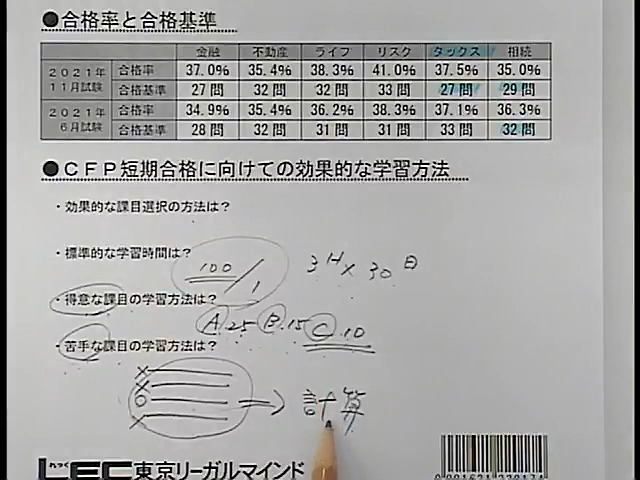 ●合格率と合格基準
金融 不動産 ライフ リスク タックス 相続
2021年11月試験 合格率 37.0% 35.4% 38.3% 41.0% 37.5% 35.0%
合格基準 27問 32問 32問 33問 27問 29問
2021年6月試験 合格率 34.9% 35.4% 36.2% 38.3% 37.1% 36.3%
合格基準 28問 32問 31問 31問 33問 32問
●CFP短期合格に向けての効果的な学習方法
・効果的な課目選択の方法は?
・標準的な学習時間は?
100/1 3H×30日
・得意な課目の学習方法は?
A.25 B.15 C.10
・苦手な課目の学習方法は?
×
×
○
×
⇒ 計算
れっく LEC東京リーガルマインド